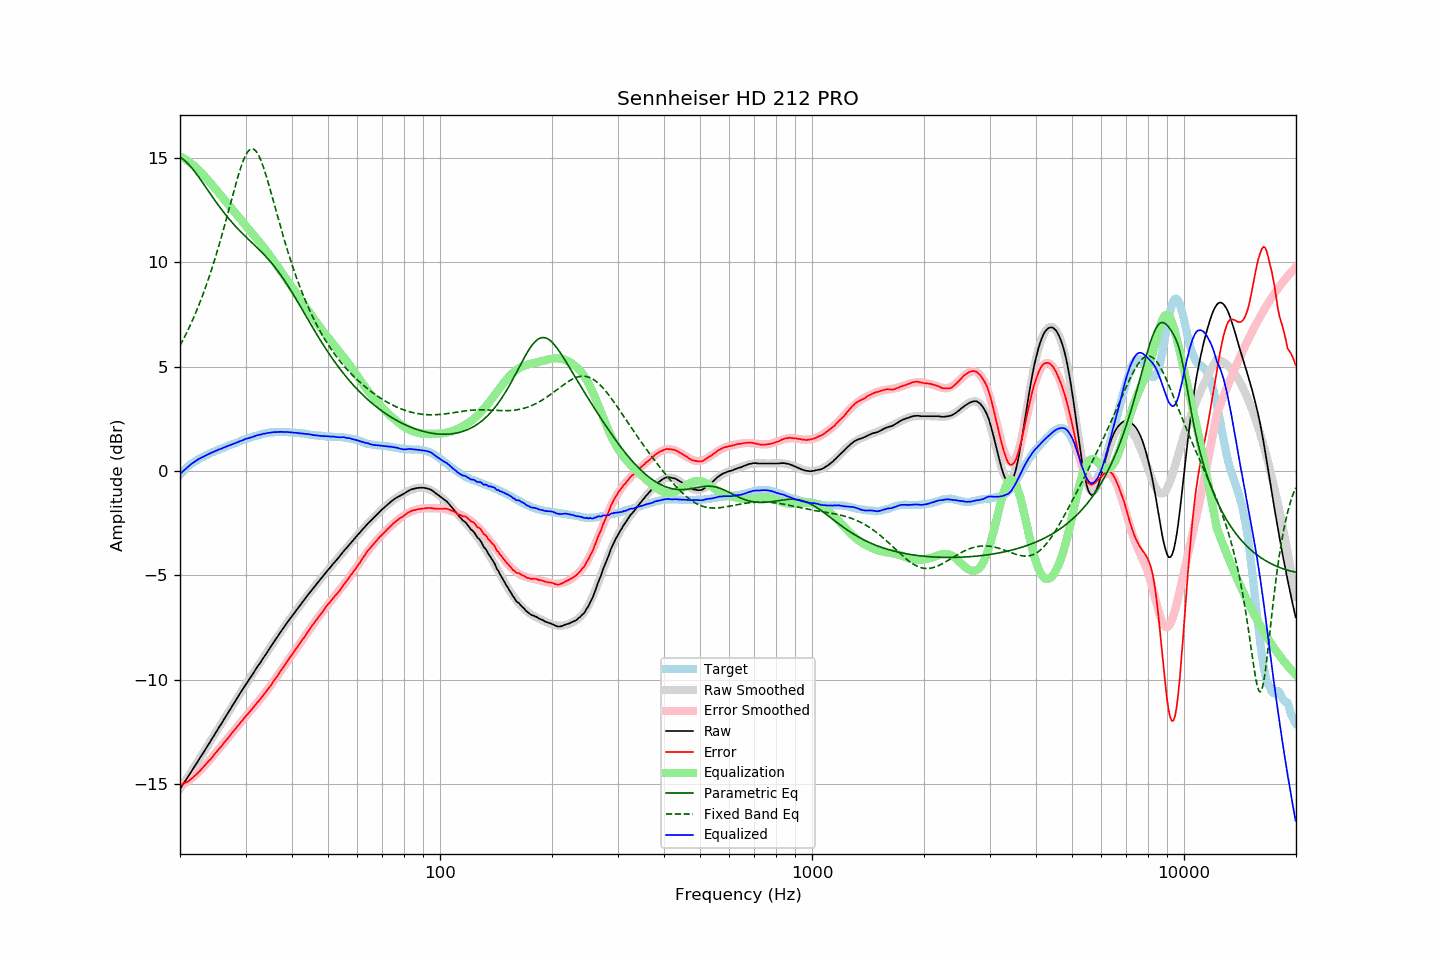 Sennheiser HD 212 PRO
Amplitude (dBr)
15
10
5
0
−5
−10
−15
Target
Raw Smoothed
Error Smoothed
Raw
Error
Equalization
Parametric Eq
Fixed Band Eq
Equalized
100
1000
10000
Frequency (Hz)